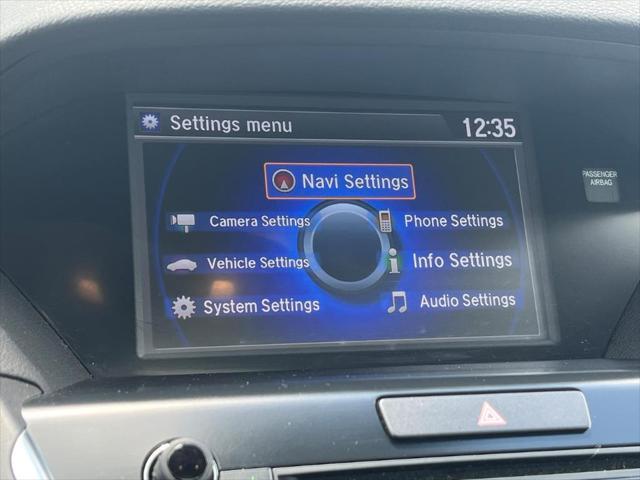 Settings menu 12:35
Navi Settings
Camera Settings Phone Settings
Vehicle Settings Info Settings
System Settings Audio Settings
PASSENGER
AIRBAG